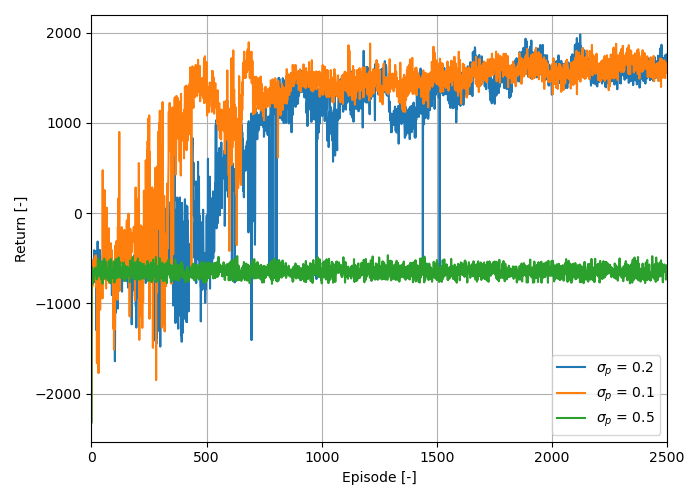 2000
1000
0
−1000
−2000
Return [-]
0 500 1000 1500 2000 2500
Episode [-]
σp = 0.2
σp = 0.1
σp = 0.5